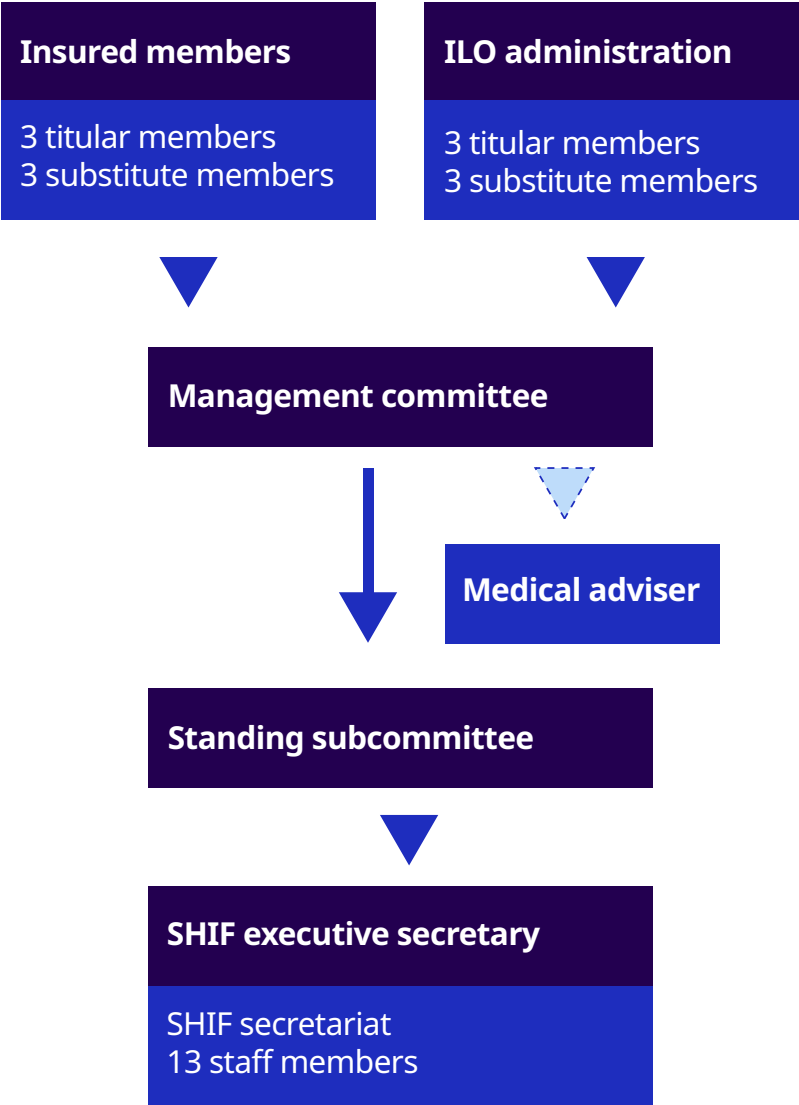 Insured members
3 titular members
3 substitute members
ILO administration
3 titular members
3 substitute members
Management committee
Medical adviser
Standing subcommittee
SHIF executive secretary
SHIF secretariat
13 staff members